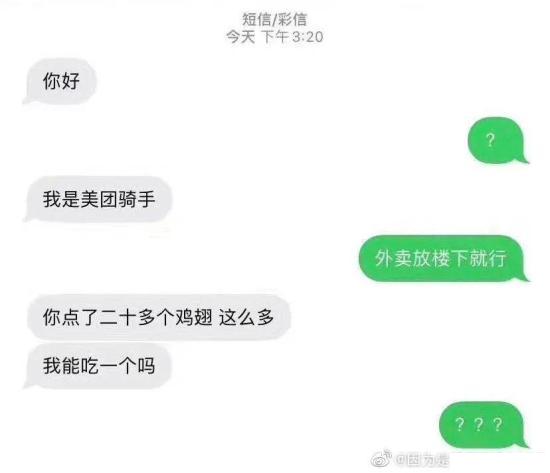 短信/彩信
今天 下午3:20
你好
？
我是美团骑手
外卖放楼下就行
你点了二十多个鸡翅 这么多
我能吃一个吗
？？？
@因为是